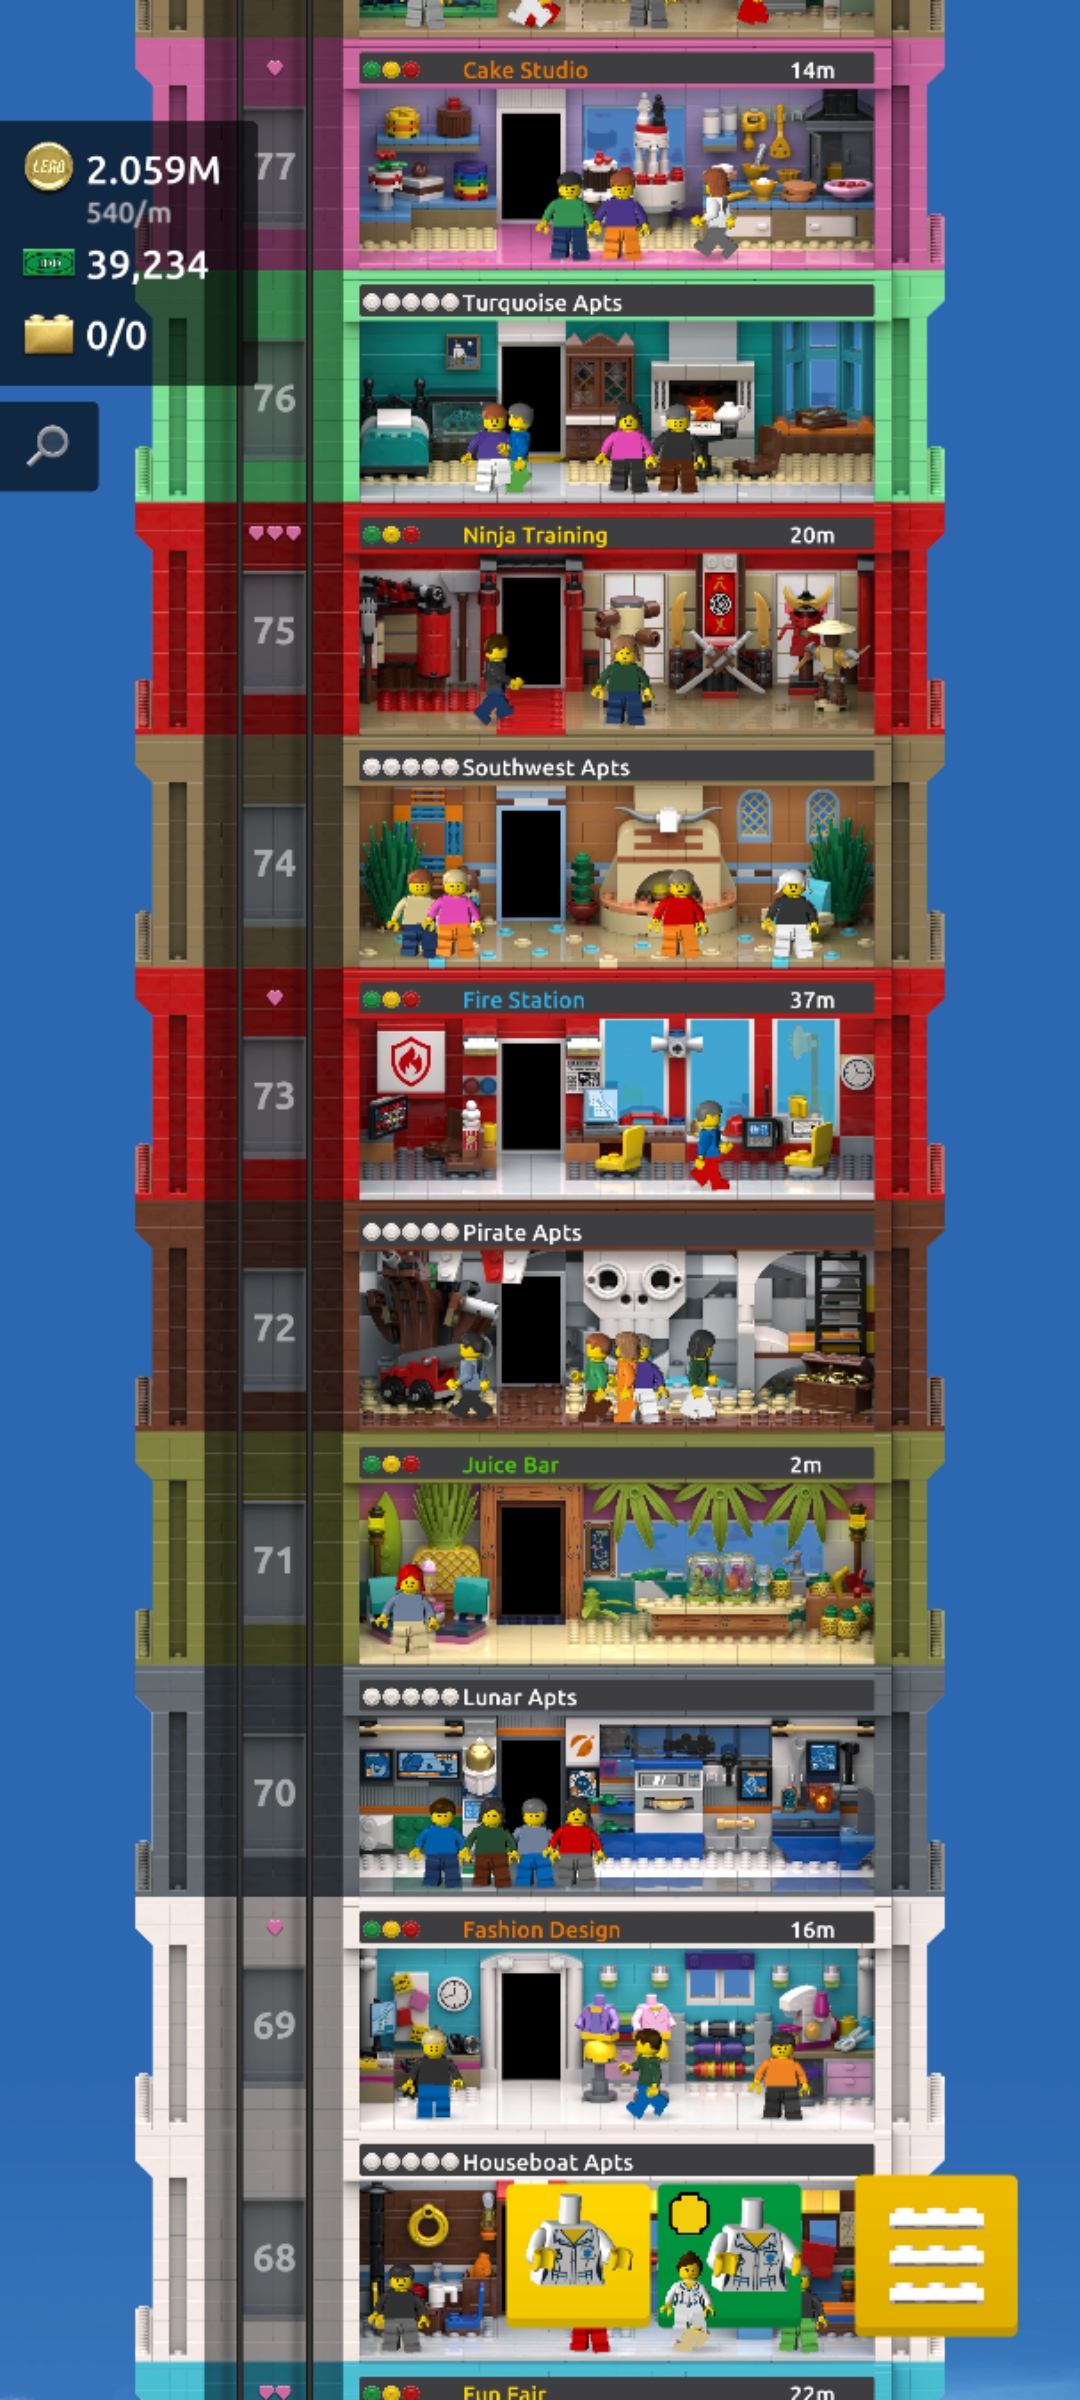 Cake Studio 14m
77
LEGO 2.059M
540/m
39,234
0/0
Turquoise Apts
76
Ninja Training 20m
75
Southwest Apts
74
Fire Station 37m
73
Pirate Apts
72
Juice Bar 2m
71
Lunar Apts
70
Fashion Design 16m
69
Houseboat Apts
68
Fun Fair 22m